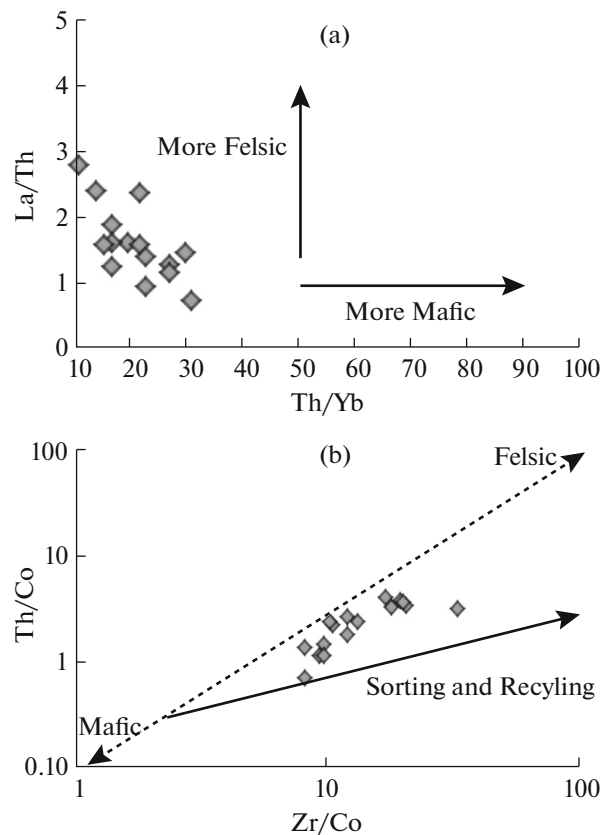 (a)
5
4
3
2
1
0
La/Th
More Felsic
More Mafic
10 20 30 40 50 60 70 80 90 100
Th/Yb
(b)
100
10
1
0.10
Th/Co
Felsic
Sorting and Recyling
Mafic
1 10 100
Zr/Co